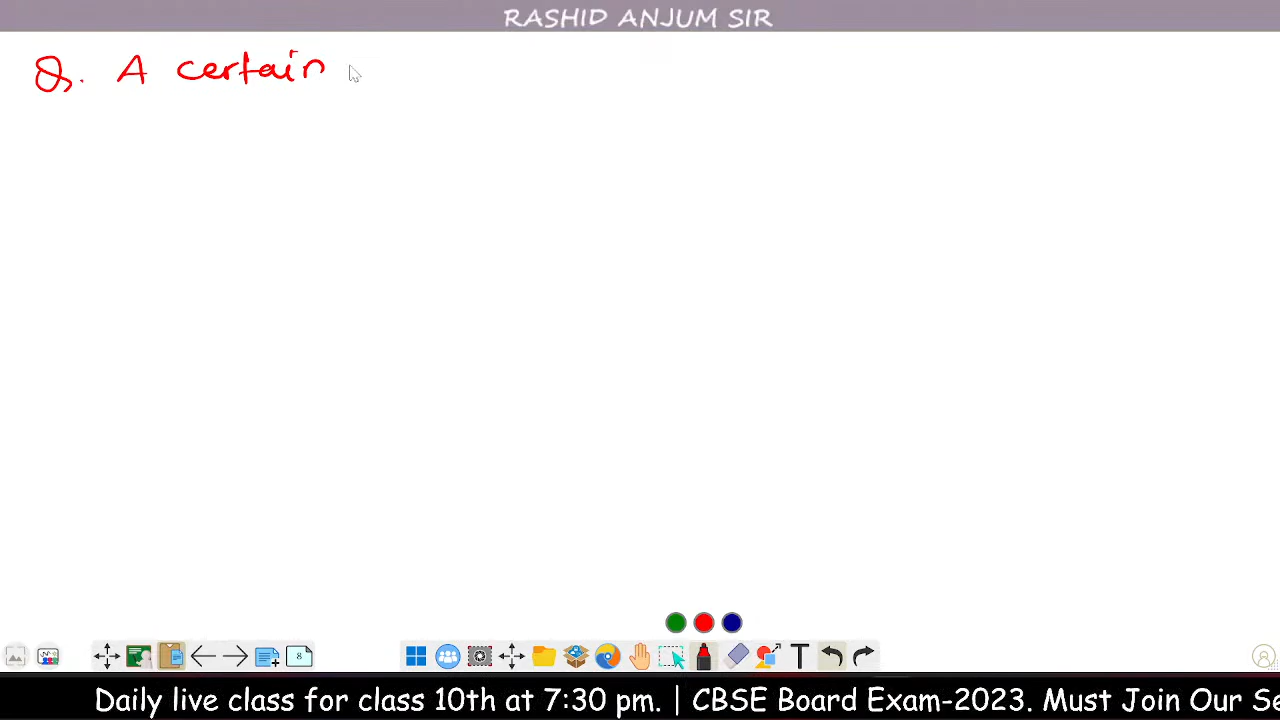 RASHID ANJUM SIR
Q. A certain
8
T
Daily live class for class 10th at 7:30 pm. | CBSE Board Exam-2023. Must Join Our Se